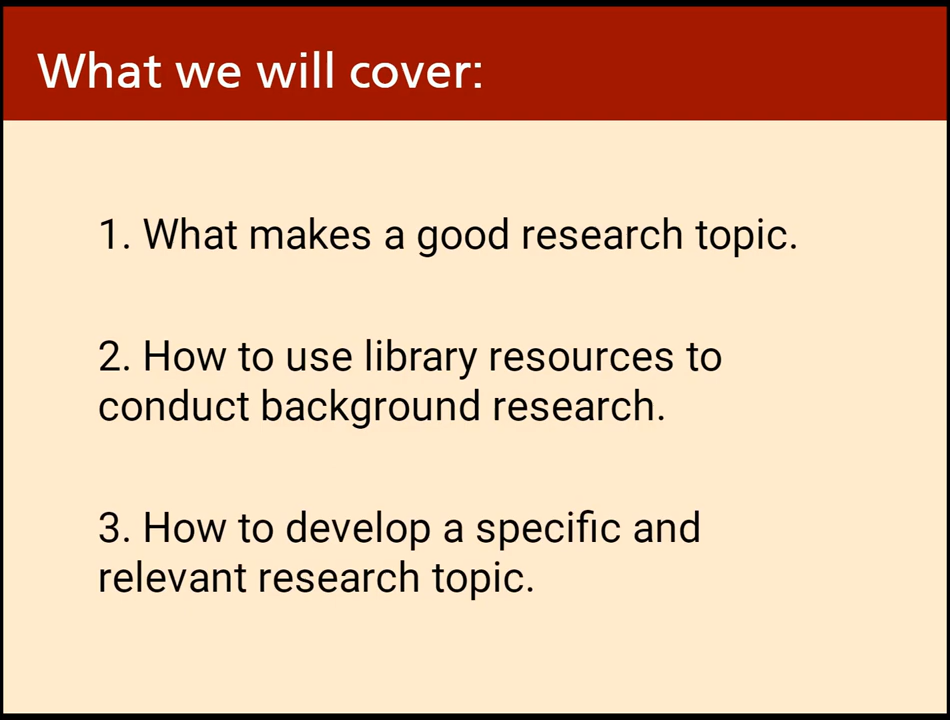 What we will cover:
1. What makes a good research topic.
2. How to use library resources to
conduct background research.
3. How to develop a specific and
relevant research topic.